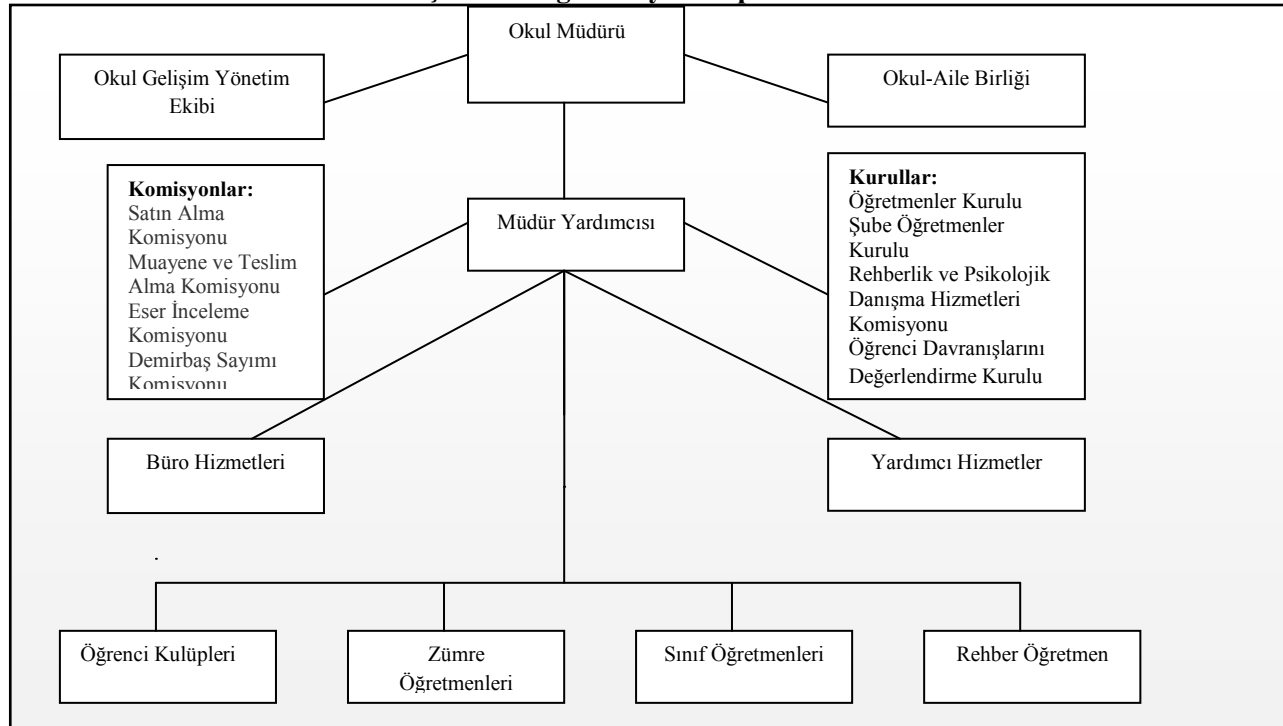 Okul Müdürü
Okul Gelişim Yönetim
Ekibi
Okul-Aile Birliği
Komisyonlar:
Satın Alma
Komisyonu
Muayene ve Teslim
Alma Komisyonu
Eser İnceleme
Komisyonu
Demirbaş Sayımı
Komisyonu
Müdür Yardımcısı
Kurullar:
Öğretmenler Kurulu
Şube Öğretmenler
Kurulu
Rehberlik ve Psikolojik
Danışma Hizmetleri
Komisyonu
Öğrenci Davranışlarını
Değerlendirme Kurulu
Büro Hizmetleri
Yardımcı Hizmetler
Öğrenci Kulüpleri
Zümre
Öğretmenleri
Sınıf Öğretmenleri
Rehber Öğretmen